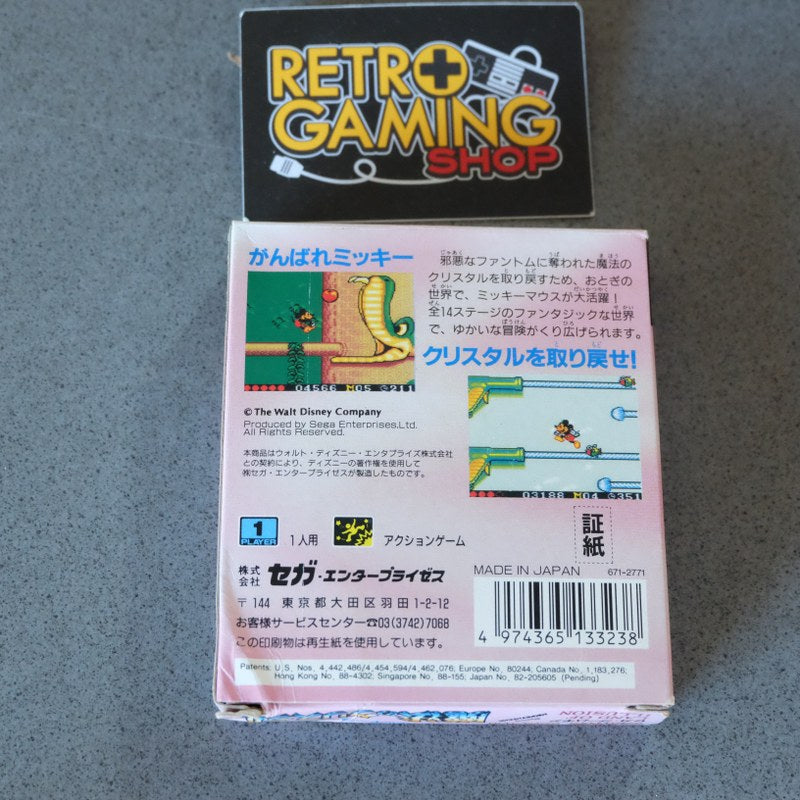 RETRO
GAMING
SHOP
がんばれミッキー
邪悪なファントムに奪われた魔法の
クリスタルを取り戻すため、おとぎの
世界で、ミッキーマウスが大活躍!
全14ステージのファンタジックな世界
で、ゆかいな冒険がくり広げられます。
クリスタルを取り戻せ!
04566 M05 211
© The Walt Disney Company
Produced by Sega Enterprises.Ltd.
All Rights Reserved.
本商品はウォルト・ディズニー・エンタプライズ株式会社
との契約により、ディズニーの著作権を使用して
㈱セガ・エンタープライゼスが製造したものです。
03188 M04 351
証紙
1
PLAYER
1人用
アクションゲーム
株式会社 セガ・エンタープライゼス
〒144 東京都大田区羽田1-2-12
お客様サービスセンター☎03(3742)7068
この印刷物は再生紙を使用しています。
MADE IN JAPAN
671-2771
4 974365 133238
Patents: U.S. Nos. 4,442,486/4,454,594/4,462,076; Europe No. 80244; Canada No. 1,183,276;
Hong Kong No. 88-4302; Singapore No. 88-155; Japan No. 82-205605 (Pending)